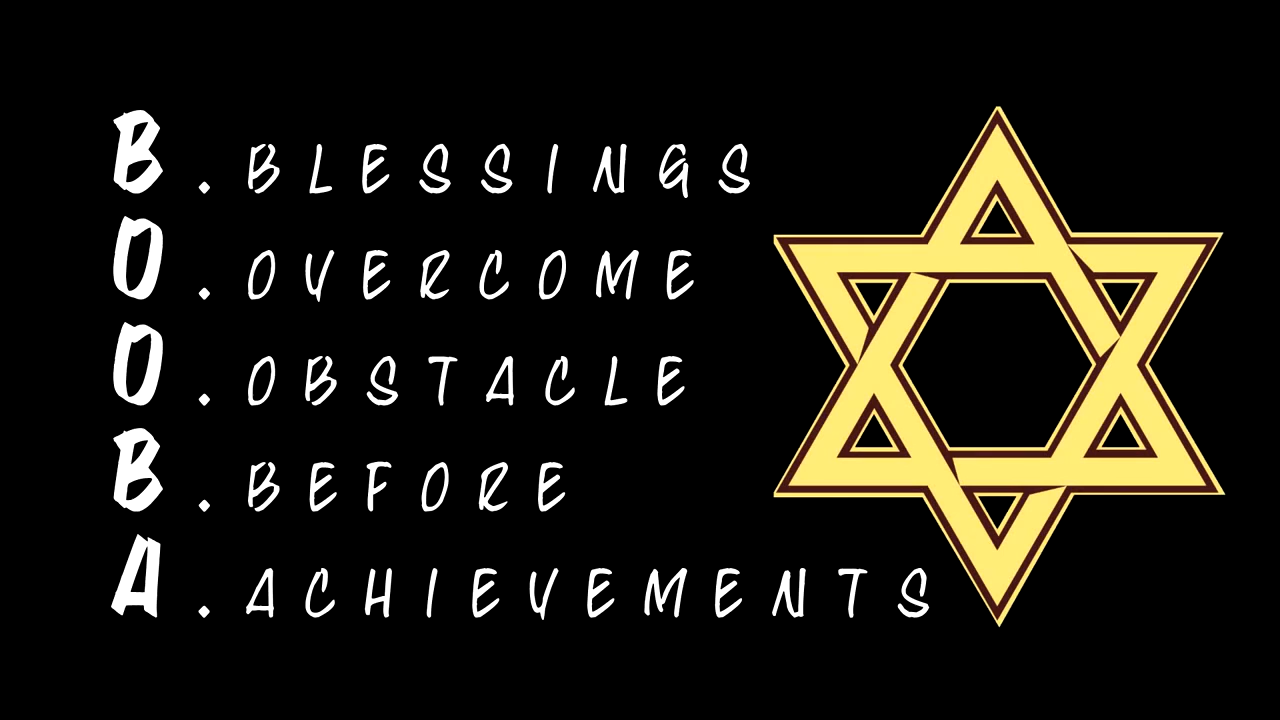 B.BLESSINGS
O.OVERCOME
O.OBSTACLE
B.BEFORE
A.ACHIEVEMENTS